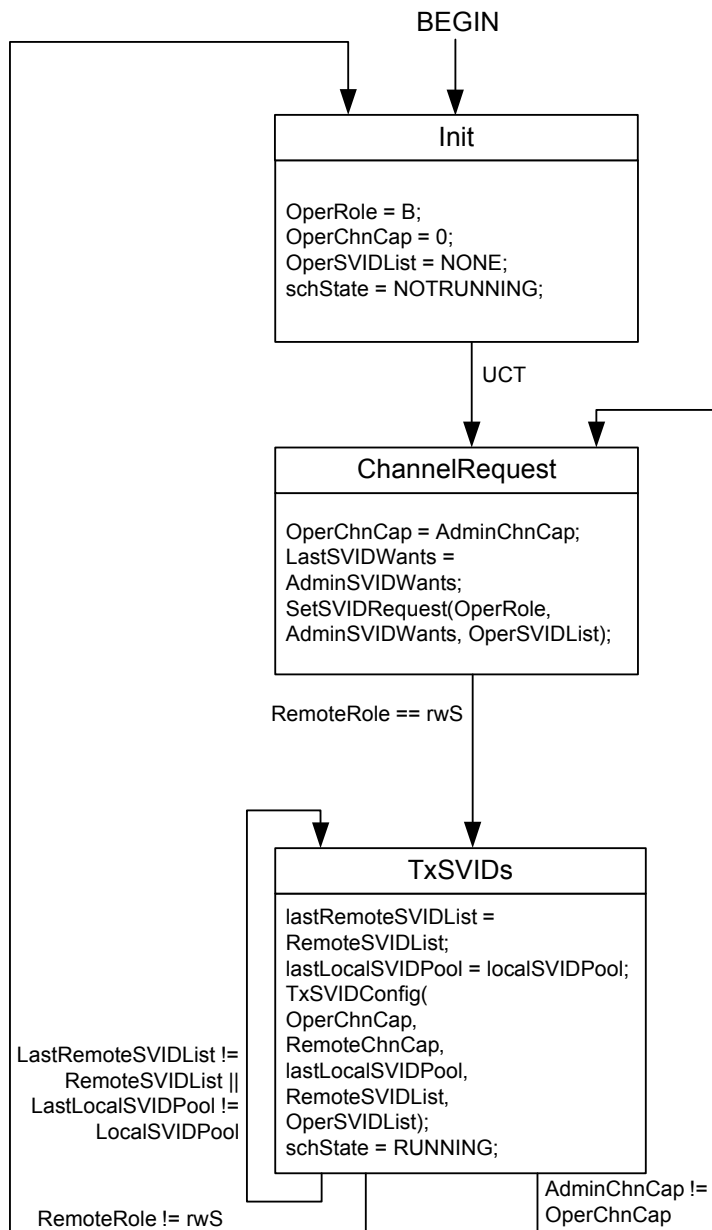 BEGIN
Init
OperRole = B;
OperChnCap = 0;
OperSVIDList = NONE;
schState = NOTRUNNING;
UCT
ChannelRequest
OperChnCap = AdminChnCap;
LastSVIDWants =
AdminSVIDWants;
SetSVIDRequest(OperRole,
AdminSVIDWants, OperSVIDList);
RemoteRole == rwS
TxSVIDs
lastRemoteSVIDList =
RemoteSVIDList;
lastLocalSVIDPool = localSVIDPool;
TxSVIDConfig(
OperChnCap,
RemoteChnCap,
lastLocalSVIDPool,
RemoteSVIDList,
OperSVIDList);
schState = RUNNING;
LastRemoteSVIDList !=
RemoteSVIDList ||
LastLocalSVIDPool !=
LocalSVIDPool
RemoteRole != rwS
AdminChnCap !=
OperChnCap